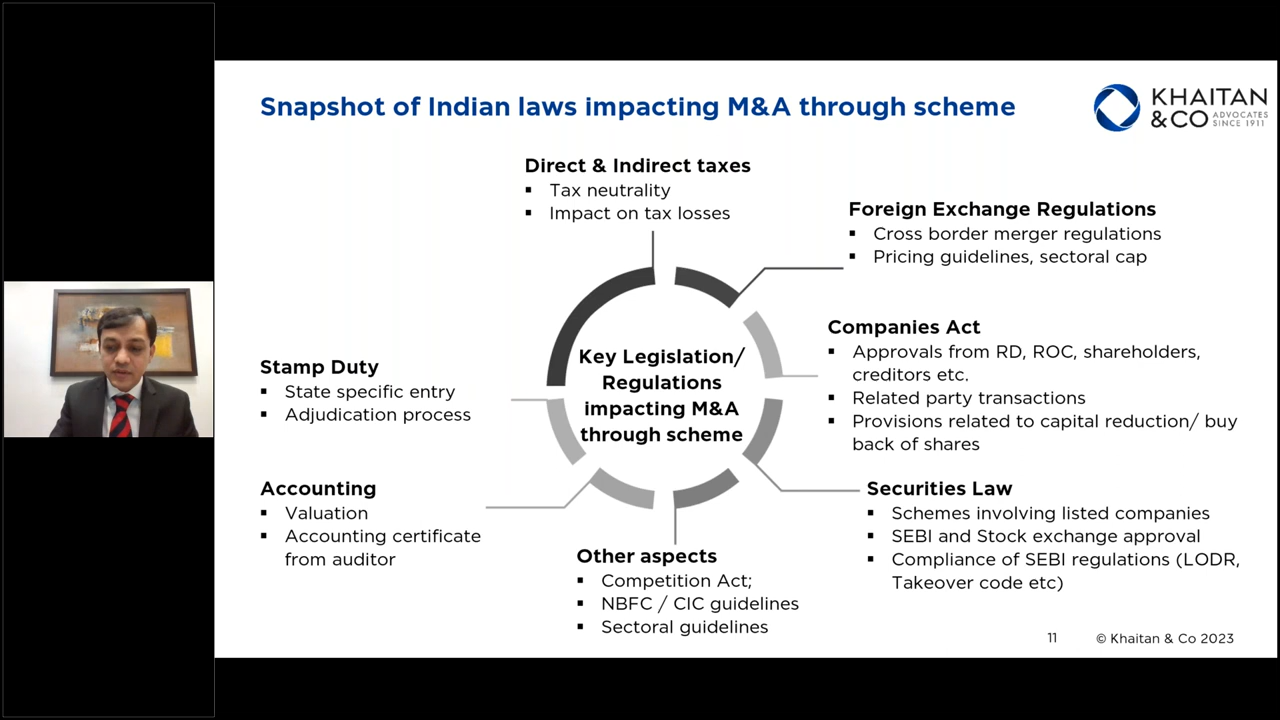 Snapshot of Indian laws impacting M&A through scheme
KHAITAN
&CO ADVOCATES
SINCE 1911
Direct & Indirect taxes
▪ Tax neutrality
▪ Impact on tax losses
Foreign Exchange Regulations
▪ Cross border merger regulations
▪ Pricing guidelines, sectoral cap
Companies Act
▪ Approvals from RD, ROC, shareholders,
creditors etc.
▪ Related party transactions
▪ Provisions related to capital reduction/ buy
back of shares
Key Legislation/
Regulations
impacting M&A
through scheme
Stamp Duty
▪ State specific entry
▪ Adjudication process
Accounting
▪ Valuation
▪ Accounting certificate
from auditor
Securities Law
▪ Schemes involving listed companies
▪ SEBI and Stock exchange approval
▪ Compliance of SEBI regulations (LODR,
Takeover code etc)
Other aspects
▪ Competition Act;
▪ NBFC / CIC guidelines
▪ Sectoral guidelines
11
© Khaitan & Co 2023